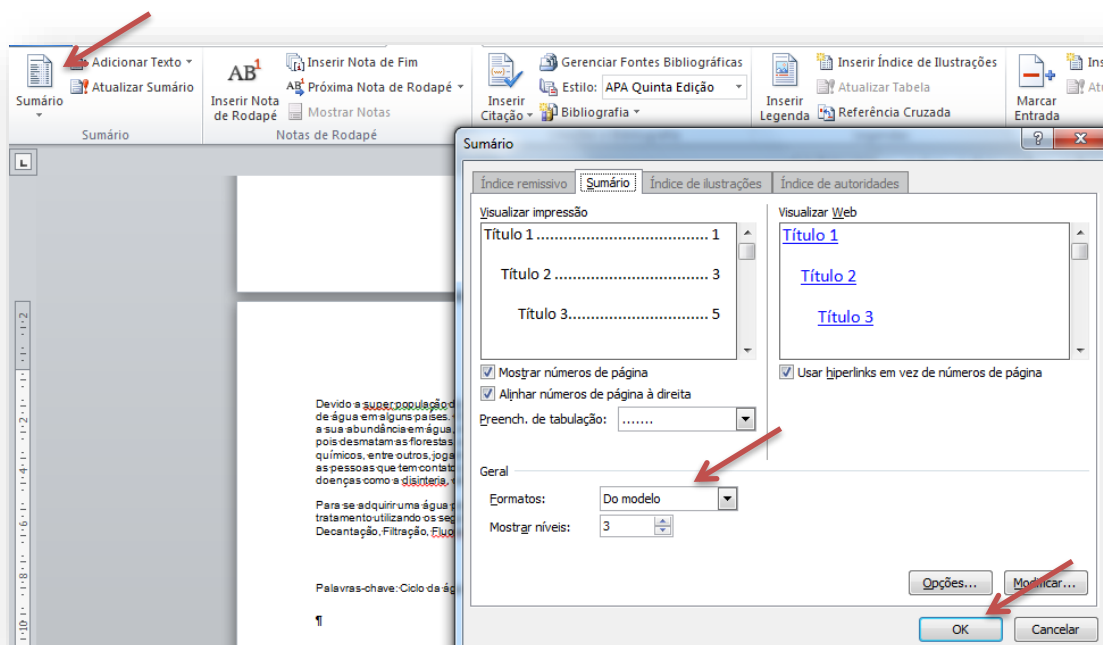 Adicionar Texto
Atualizar Sumário
Sumário
Sumário
AB1
Inserir Nota
de Rodapé
Inserir Nota de Fim
AB Próxima Nota de Rodapé
Mostrar Notas
Notas de Rodapé
Inserir
Citação
Gerenciar Fontes Bibliográficas
Estilo: APA Quinta Edição
Bibliografia
Inserir
Legenda
Inserir Índice de Ilustrações
Atualizar Tabela
Referência Cruzada
Marcar
Entrada
Sumário
Índice remissivo Sumário Índice de ilustrações Índice de autoridades
Visualizar impressão
Título 1 ..................................... 1
Título 2 ................................. 3
Título 3.............................. 5
Visualizar Web
Título 1
Título 2
Título 3
Mostrar números de página
Alinhar números de página à direita
Preench. de tabulação: .......
Usar hiperlinks em vez de números de página
Geral
Formatos: Do modelo
Mostrar níveis: 3
Opções... Modificar...
OK Cancelar
Devido a super população d
de água em alguns países.
a sua abundância em água,
pois desmatam as florestas
químicos, entre outros, joga
as pessoas que tem contato
doenças como a disinteria,
Para se adquirir uma água p
tratamento utilizando os seg
Decantação, Filtração, Fluo
Palavras-chave: Ciclo da ág
¶